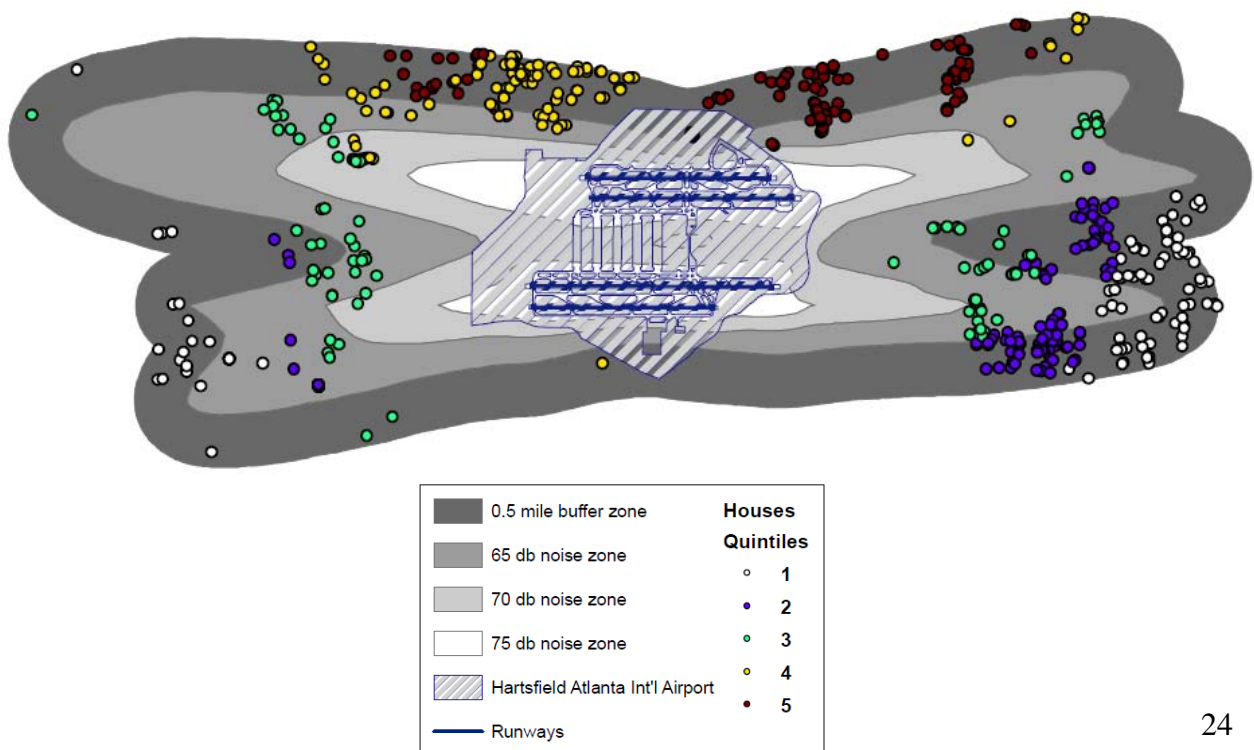 0.5 mile buffer zone
65 db noise zone
70 db noise zone
75 db noise zone
Hartsfield Atlanta Int'l Airport
Runways
Houses
Quintiles
1
2
3
4
5
24